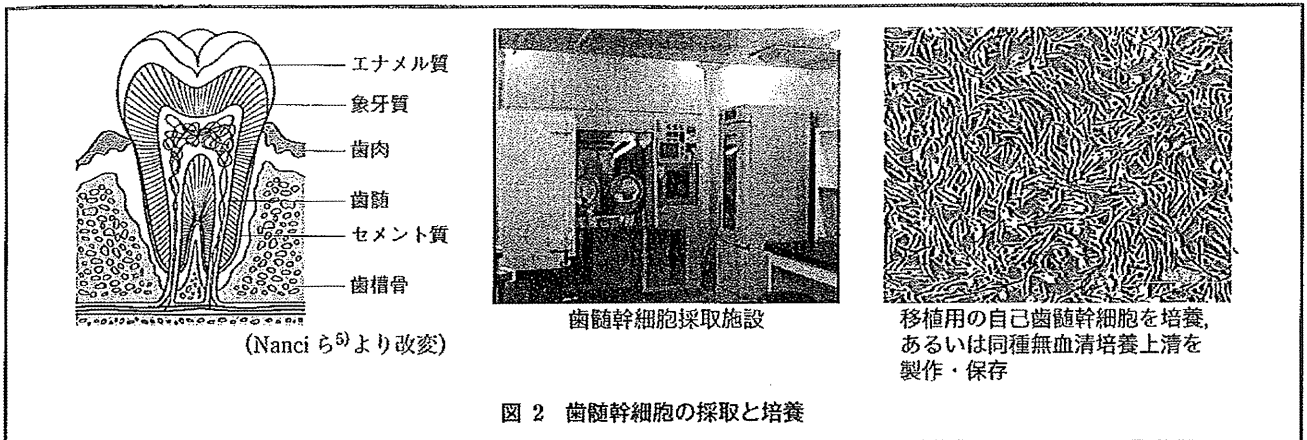 エナメル質
象牙質
歯肉
歯髄
セメント質
歯槽骨
(Nanci ら5)より改変)
歯髄幹細胞採取施設
移植用の自己歯髄幹細胞を培養,
あるいは同種無血清培養上清を
製作・保存
図 2 歯髄幹細胞の採取と培養